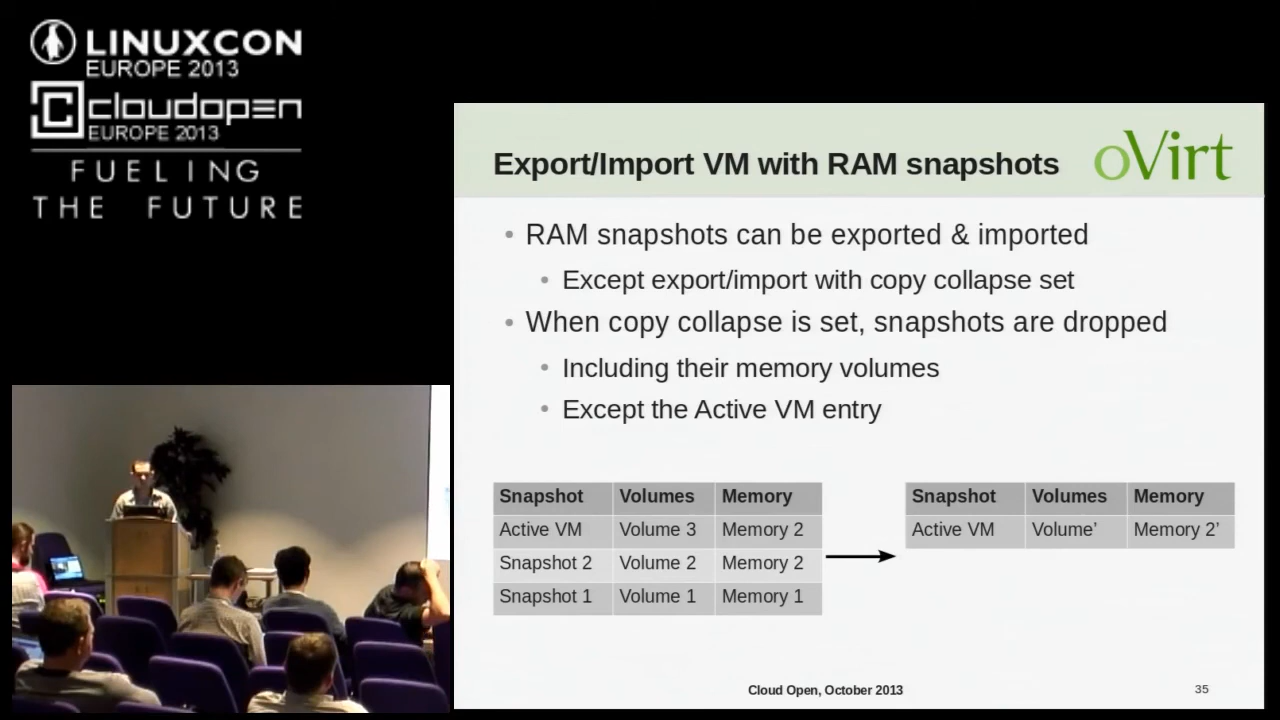 LINUXCON
EUROPE 2013
cloudopen
EUROPE 2013
FUELING
THE FUTURE
Export/Import VM with RAM snapshots
oVirt
• RAM snapshots can be exported & imported
• Except export/import with copy collapse set
• When copy collapse is set, snapshots are dropped
• Including their memory volumes
• Except the Active VM entry
Snapshot Volumes Memory
Active VM Volume 3 Memory 2
Snapshot 2 Volume 2 Memory 2
Snapshot 1 Volume 1 Memory 1
Snapshot Volumes Memory
Active VM Volume’ Memory 2’
Cloud Open, October 2013
35